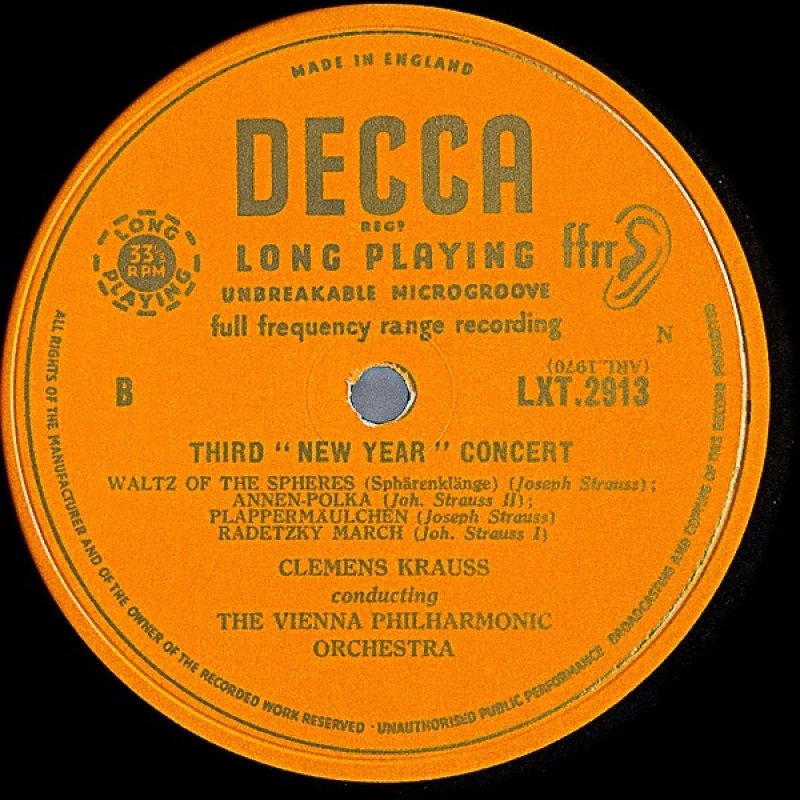 MADE IN ENGLAND
DECCA
REGD
LONG PLAYING
UNBREAKABLE MICROGROOVE
full frequency range recording
ffrr
LONG
33⅓
RPM
PLAYING
N
B
(ARL.1970)
LXT.2913
THIRD "NEW YEAR" CONCERT
WALTZ OF THE SPHERES (Sphärenklänge) (Joseph Strauss);
ANNEN-POLKA (Joh. Strauss II);
PLAPPERMÄULCHEN (Joseph Strauss)
RADETZKY MARCH (Joh. Strauss I)
CLEMENS KRAUSS
conducting
THE VIENNA PHILHARMONIC
ORCHESTRA
ALL RIGHTS OF THE MANUFACTURER AND OF THE OWNER OF THE RECORDED WORK RESERVED · UNAUTHORISED PUBLIC PERFORMANCE BROADCASTING AND COPYING OF THIS RECORD PROHIBITED